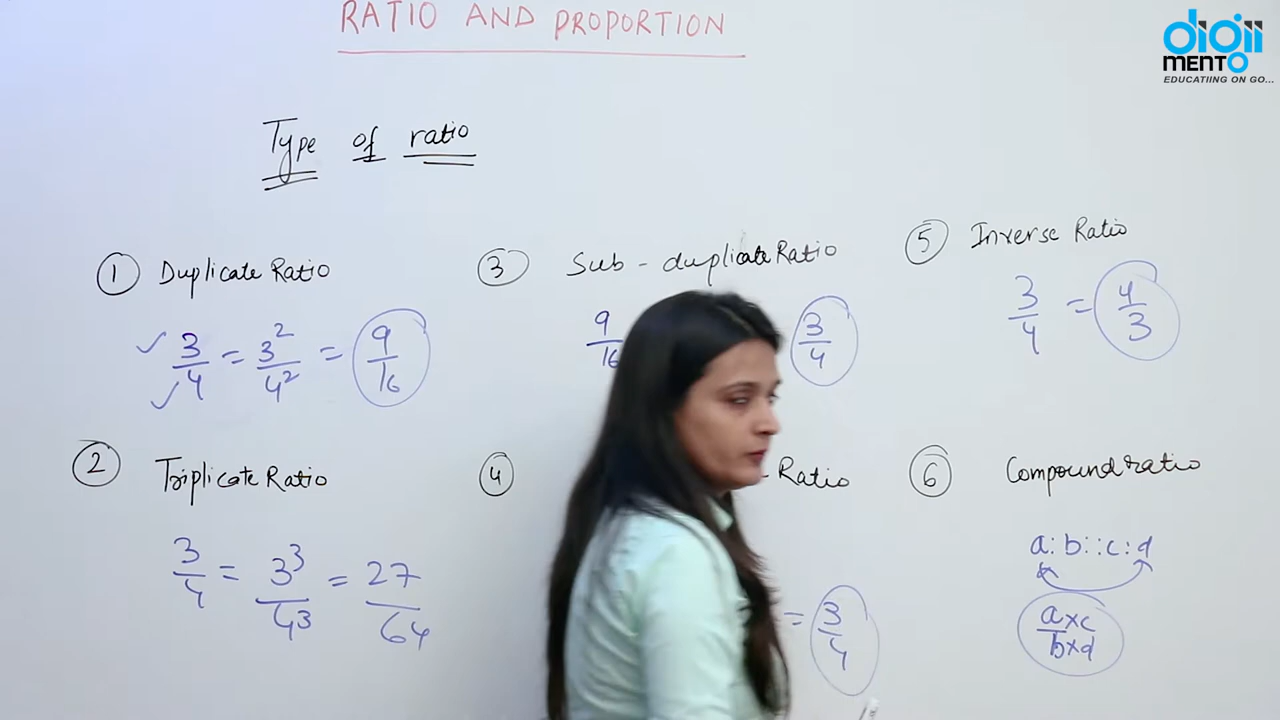 RATIO AND PROPORTION
digii
MENTO
EDUCATIING ON GO...
Type of ratio
1 Duplicate Ratio
3/4 = 3²/4² = 9/16
2 Triplicate Ratio
3/4 = 3³/4³ = 27/64
3 Sub-duplicate Ratio
9/16 3/4
4 Ratio
= 3/4
5 Inverse Ratio
3/4 = 4/3
6 Compound ratio
a:b::c:d
a×c/b×d